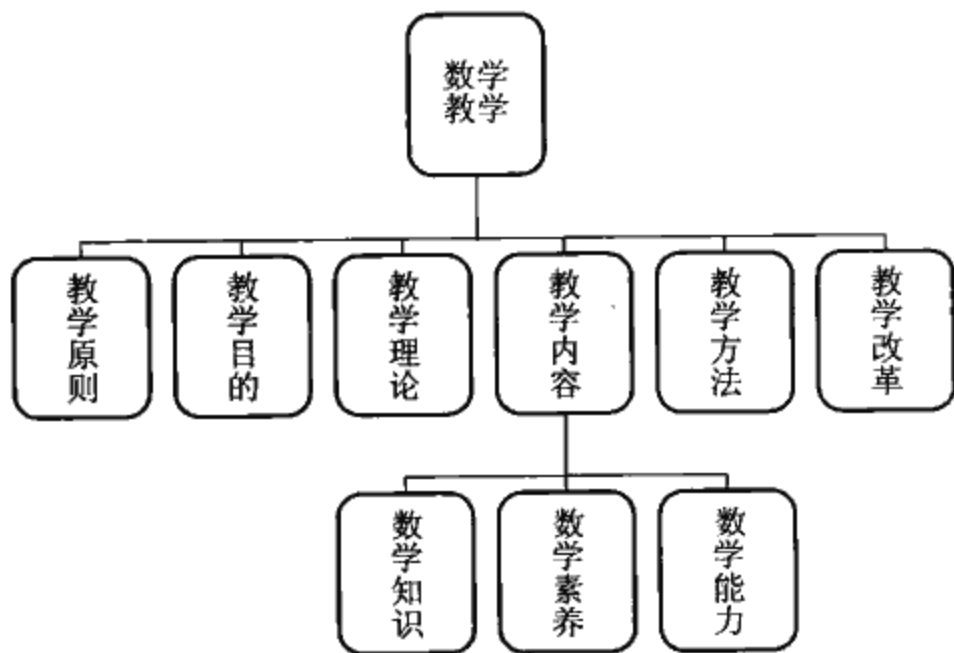 数学
教学
教学原则
教学目的
教学理论
教学内容
教学方法
教学改革
数学知识
数学素养
数学能力